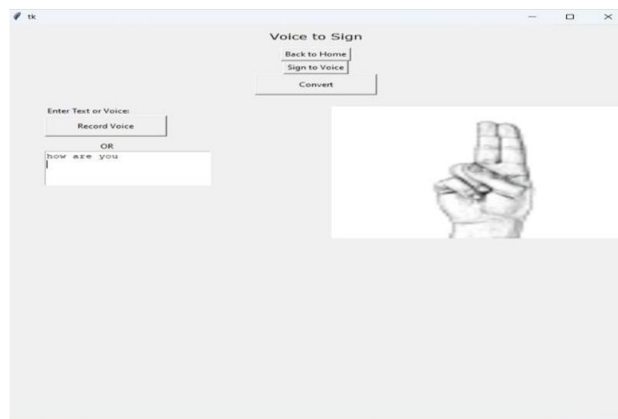 tk
Voice to Sign
Back to Home
Sign to Voice
Convert
Enter Text or Voice:
Record Voice
OR
how are you